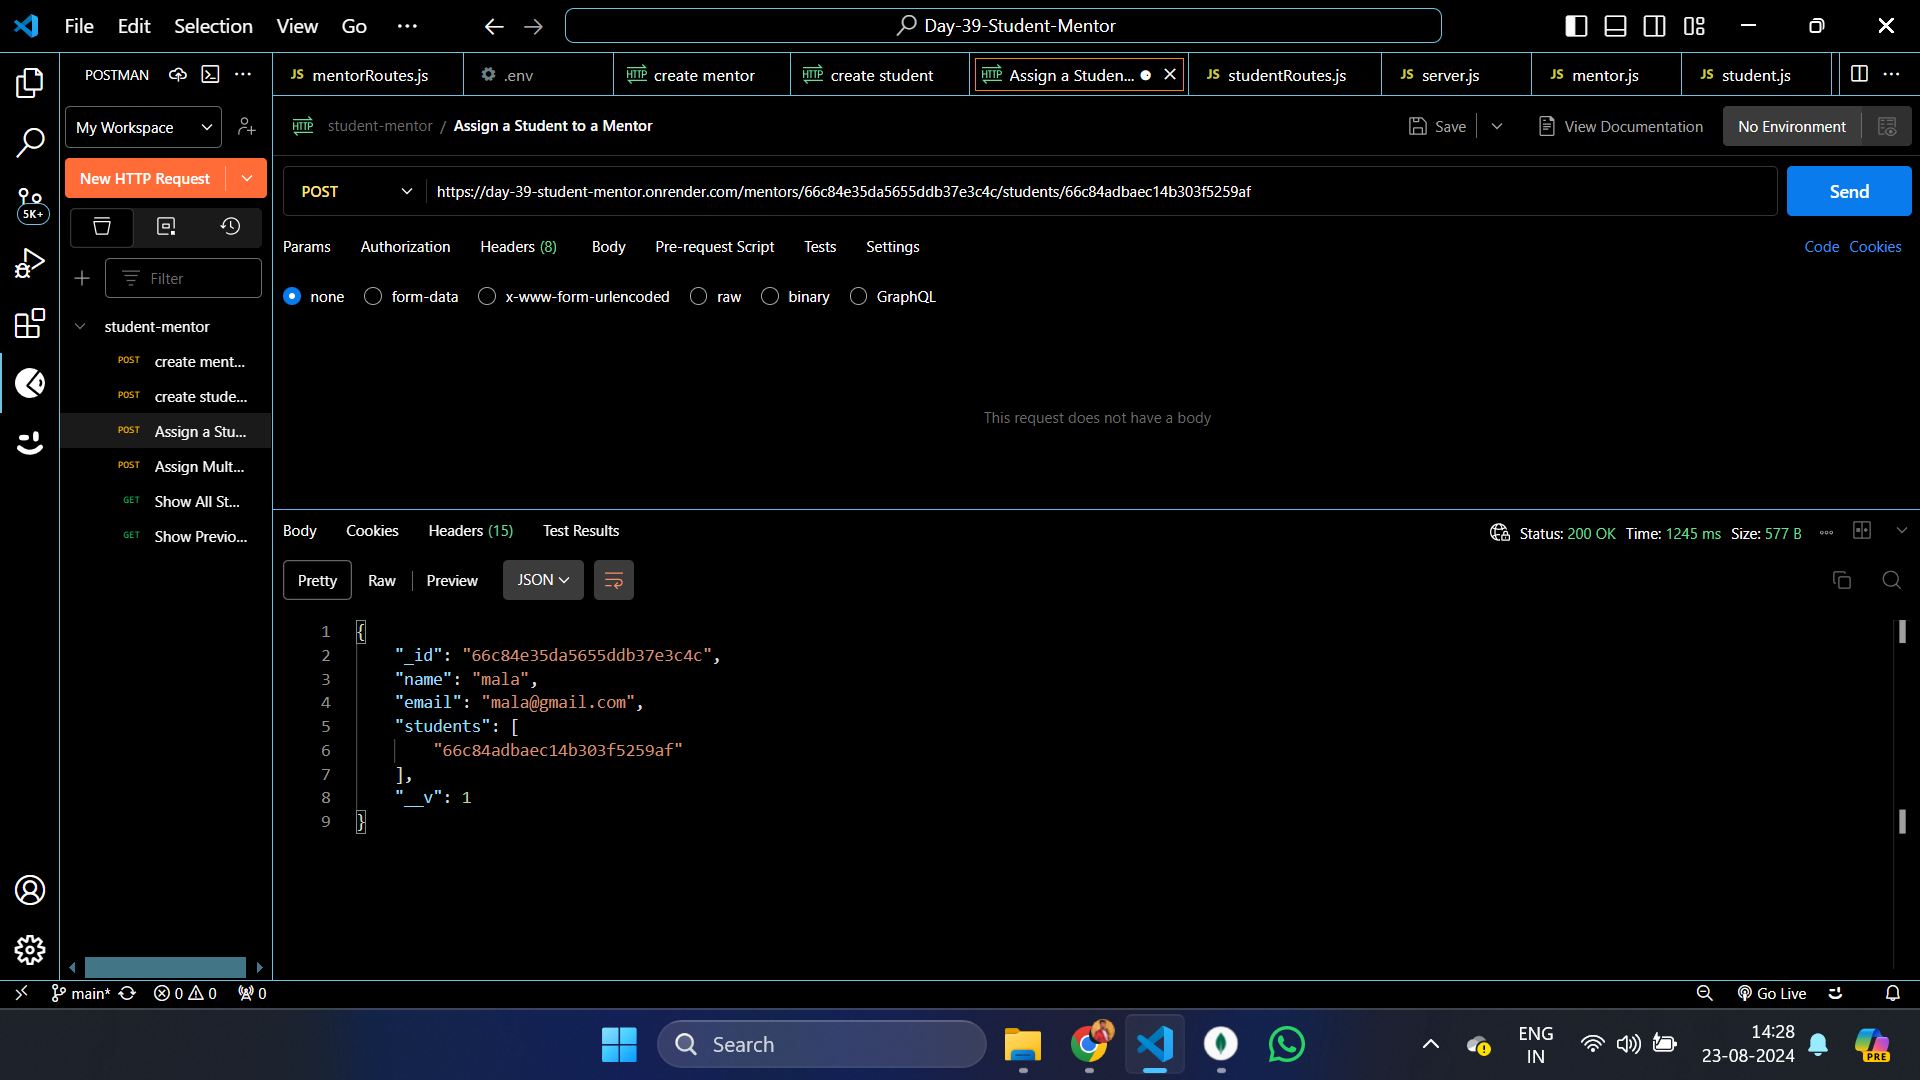 File Edit Selection View Go ···
Day-39-Student-Mentor
POSTMAN
JS mentorRoutes.js
.env
HTTP create mentor
HTTP create student
HTTP Assign a Studen...
JS studentRoutes.js
JS server.js
JS mentor.js
JS student.js
My Workspace
HTTP student-mentor / Assign a Student to a Mentor
Save
View Documentation
No Environment
New HTTP Request
POST
https://day-39-student-mentor.onrender.com/mentors/66c84e35da5655ddb37e3c4c/students/66c84adbaec14b303f5259af
Send
5K+
Params Authorization Headers (8) Body Pre-request Script Tests Settings
Code Cookies
Filter
none form-data x-www-form-urlencoded raw binary GraphQL
student-mentor
POST create ment...
POST create stude...
POST Assign a Stu...
POST Assign Mult...
GET Show All St...
GET Show Previo...
This request does not have a body
Body Cookies Headers (15) Test Results
Status: 200 OK Time: 1245 ms Size: 577 B
Pretty Raw Preview JSON
1 {
2 "_id": "66c84e35da5655ddb37e3c4c",
3 "name": "mala",
4 "email": "mala@gmail.com",
5 "students": [
6 "66c84adbaec14b303f5259af"
7 ],
8 "__v": 1
9 }
main* 0 0 0
Go Live
Search
ENG
IN
14:28
23-08-2024
PRE